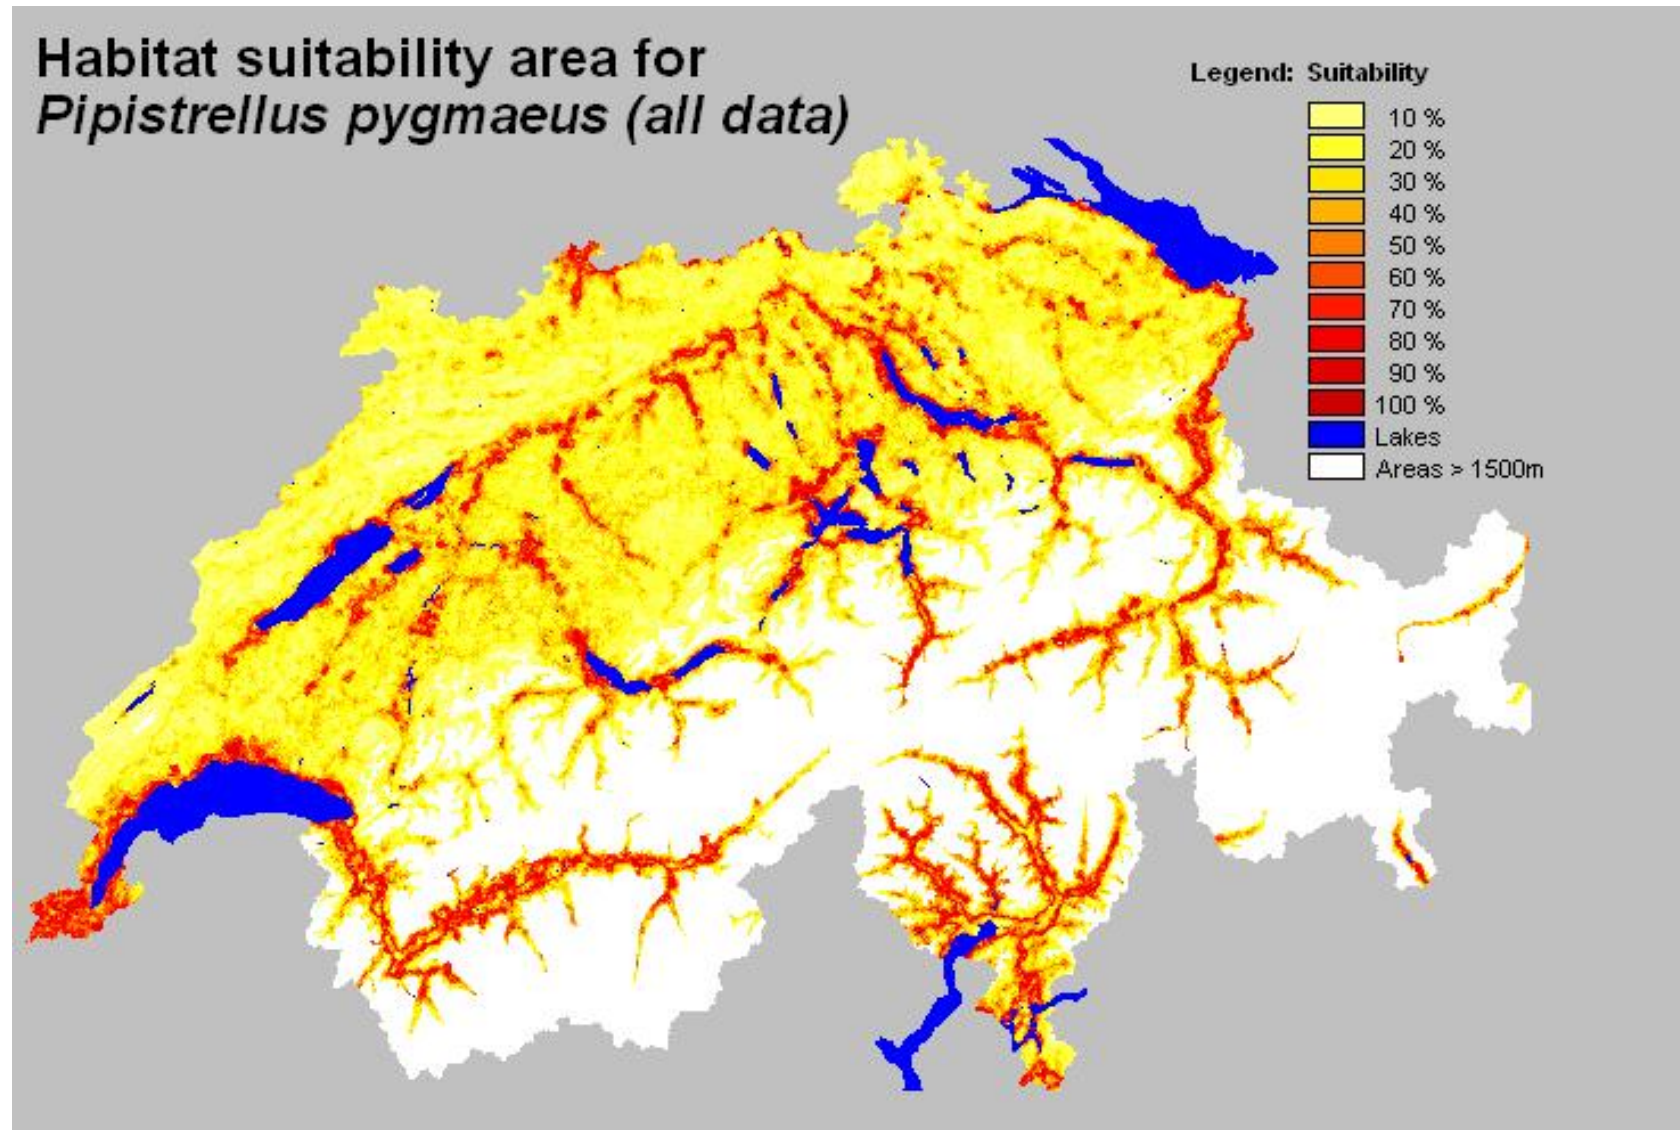 Habitat suitability area for
Pipistrellus pygmaeus (all data)
Legend: Suitability
10 %
20 %
30 %
40 %
50 %
60 %
70 %
80 %
90 %
100 %
Lakes
Areas > 1500m